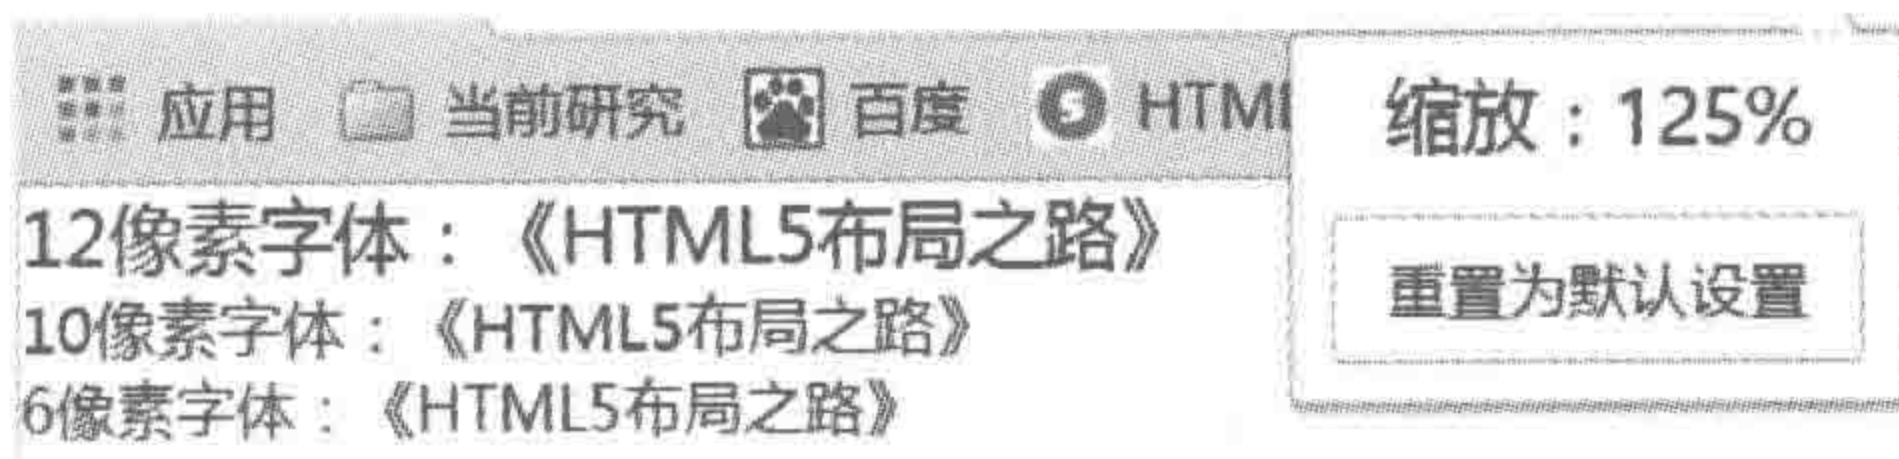 应用 当前研究 百度 HTML
缩放：125%
重置为默认设置
12像素字体：《HTML5布局之路》
10像素字体：《HTML5布局之路》
6像素字体：《HTML5布局之路》